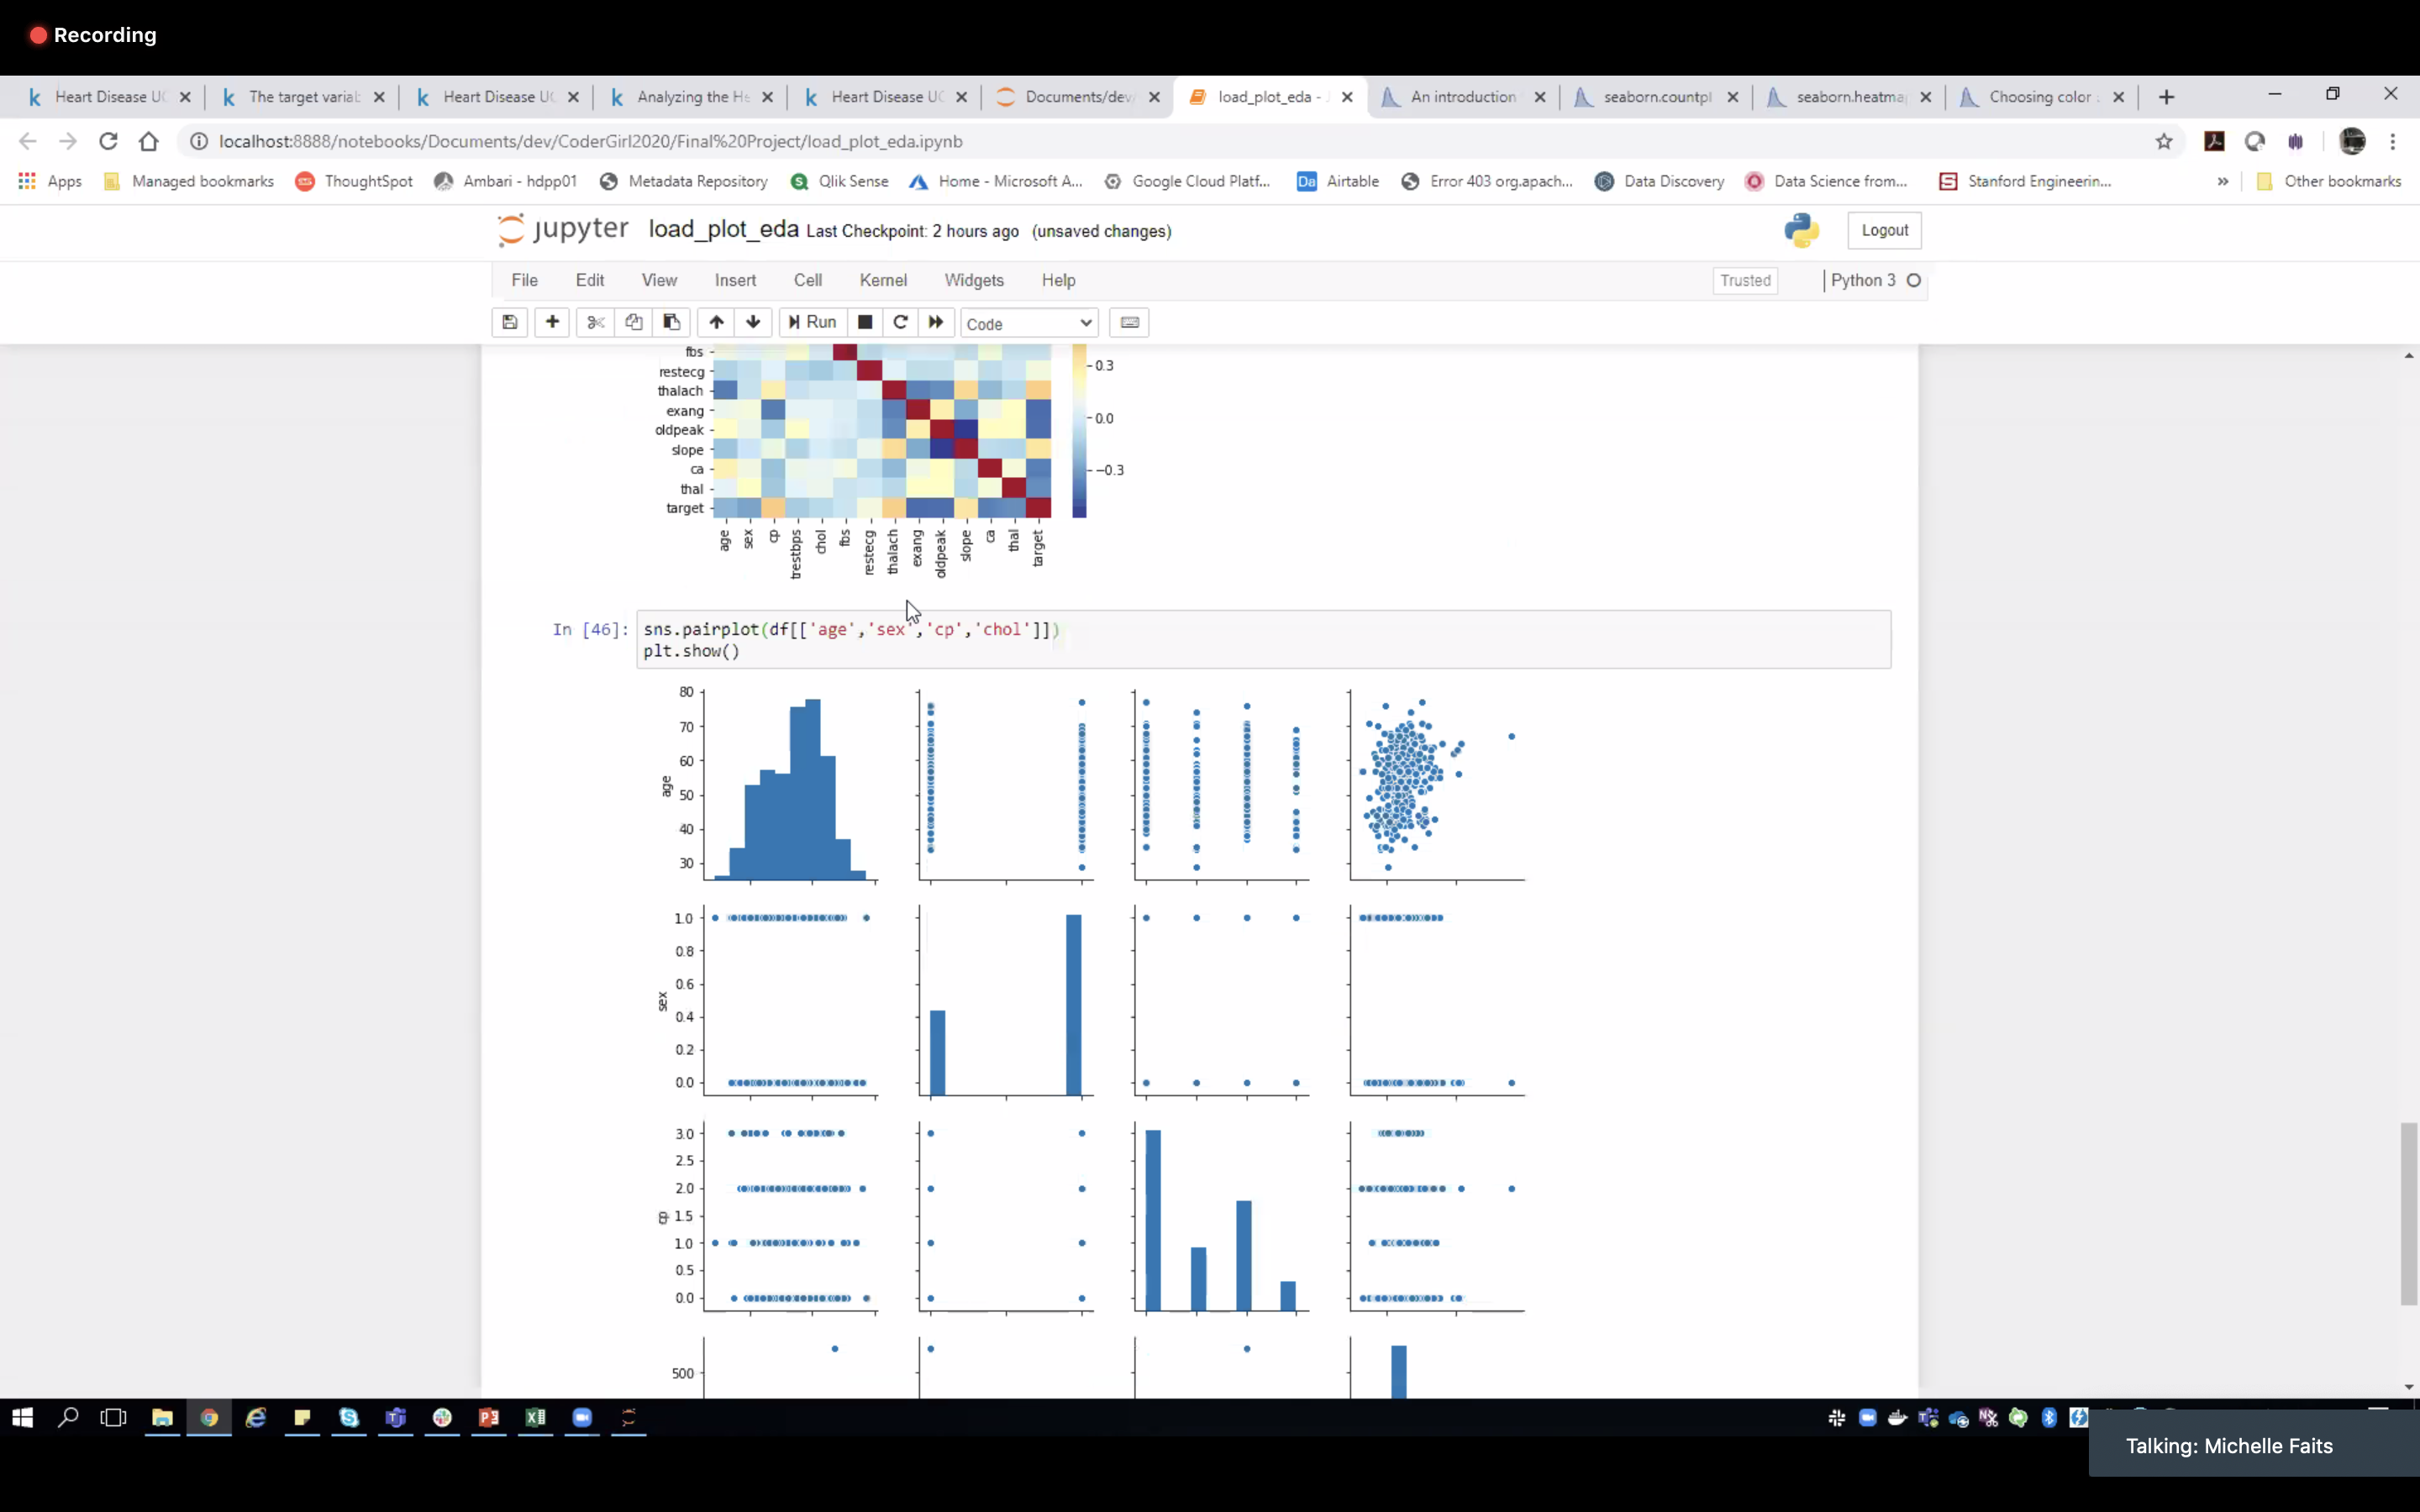 Recording
Heart Disease U
The target varial
Heart Disease U
Analyzing the He
Heart Disease UC
Documents/dev/
load_plot_eda -
An introduction
seaborn.countpl
seaborn.heatma
Choosing color
localhost:8888/notebooks/Documents/dev/CoderGirl2020/Final%20Project/load_plot_eda.ipynb
Apps Managed bookmarks ThoughtSpot Ambari - hdpp01 Metadata Repository Qlik Sense Home - Microsoft A... Google Cloud Platf... Da Airtable Error 403 org.apach... Data Discovery Data Science from... Stanford Engineerin... » Other bookmarks
jupyter load_plot_eda Last Checkpoint: 2 hours ago (unsaved changes) Logout
File Edit View Insert Cell Kernel Widgets Help Trusted Python 3
Run Code
fbs
restecg
thalach
exang
oldpeak
slope
ca
thal
target
0.3
0.0
−0.3
age sex cp trestbps chol fbs restecg thalach exang oldpeak slope ca thal target
In [46]: sns.pairplot(df[['age','sex','cp','chol']])
plt.show()
80
70
60
50
40
30
age
1.0
0.8
0.6
0.4
0.2
0.0
sex
3.0
2.5
2.0
1.5
1.0
0.5
0.0
cp
500
Talking: Michelle Faits